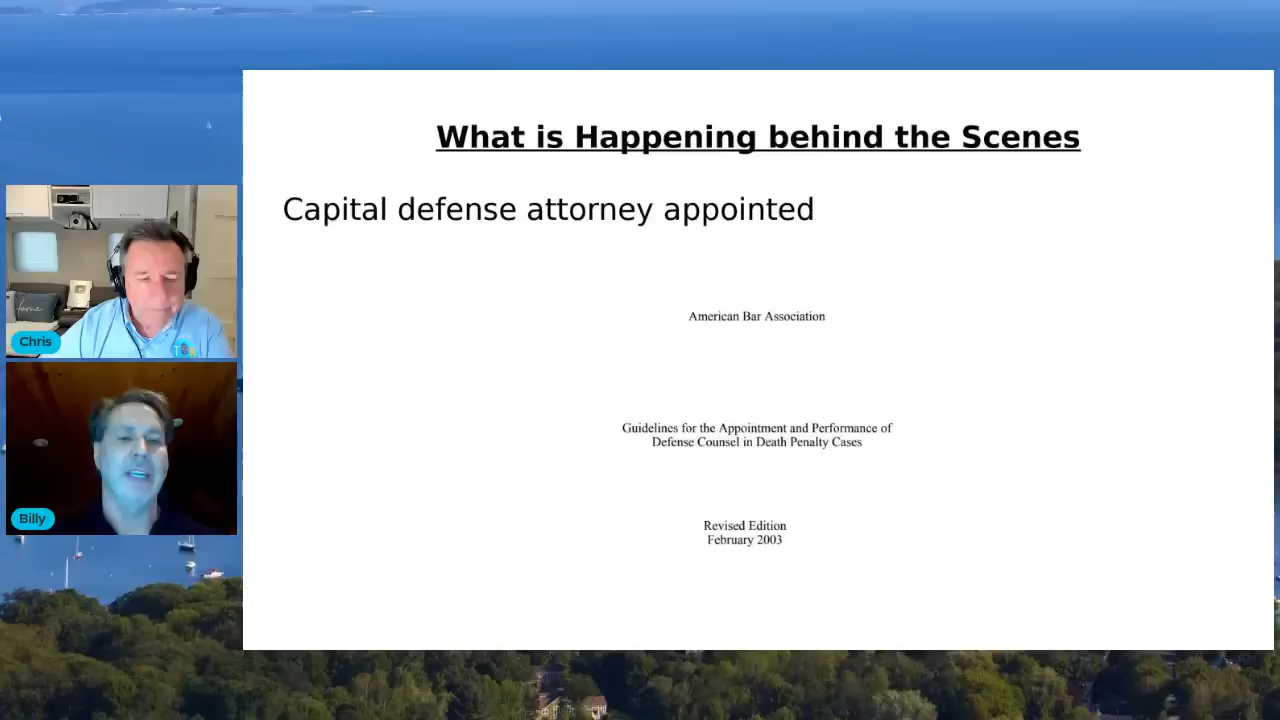 What is Happening behind the Scenes
Capital defense attorney appointed
American Bar Association
Guidelines for the Appointment and Performance of
Defense Counsel in Death Penalty Cases
Revised Edition
February 2003
Chris
Billy